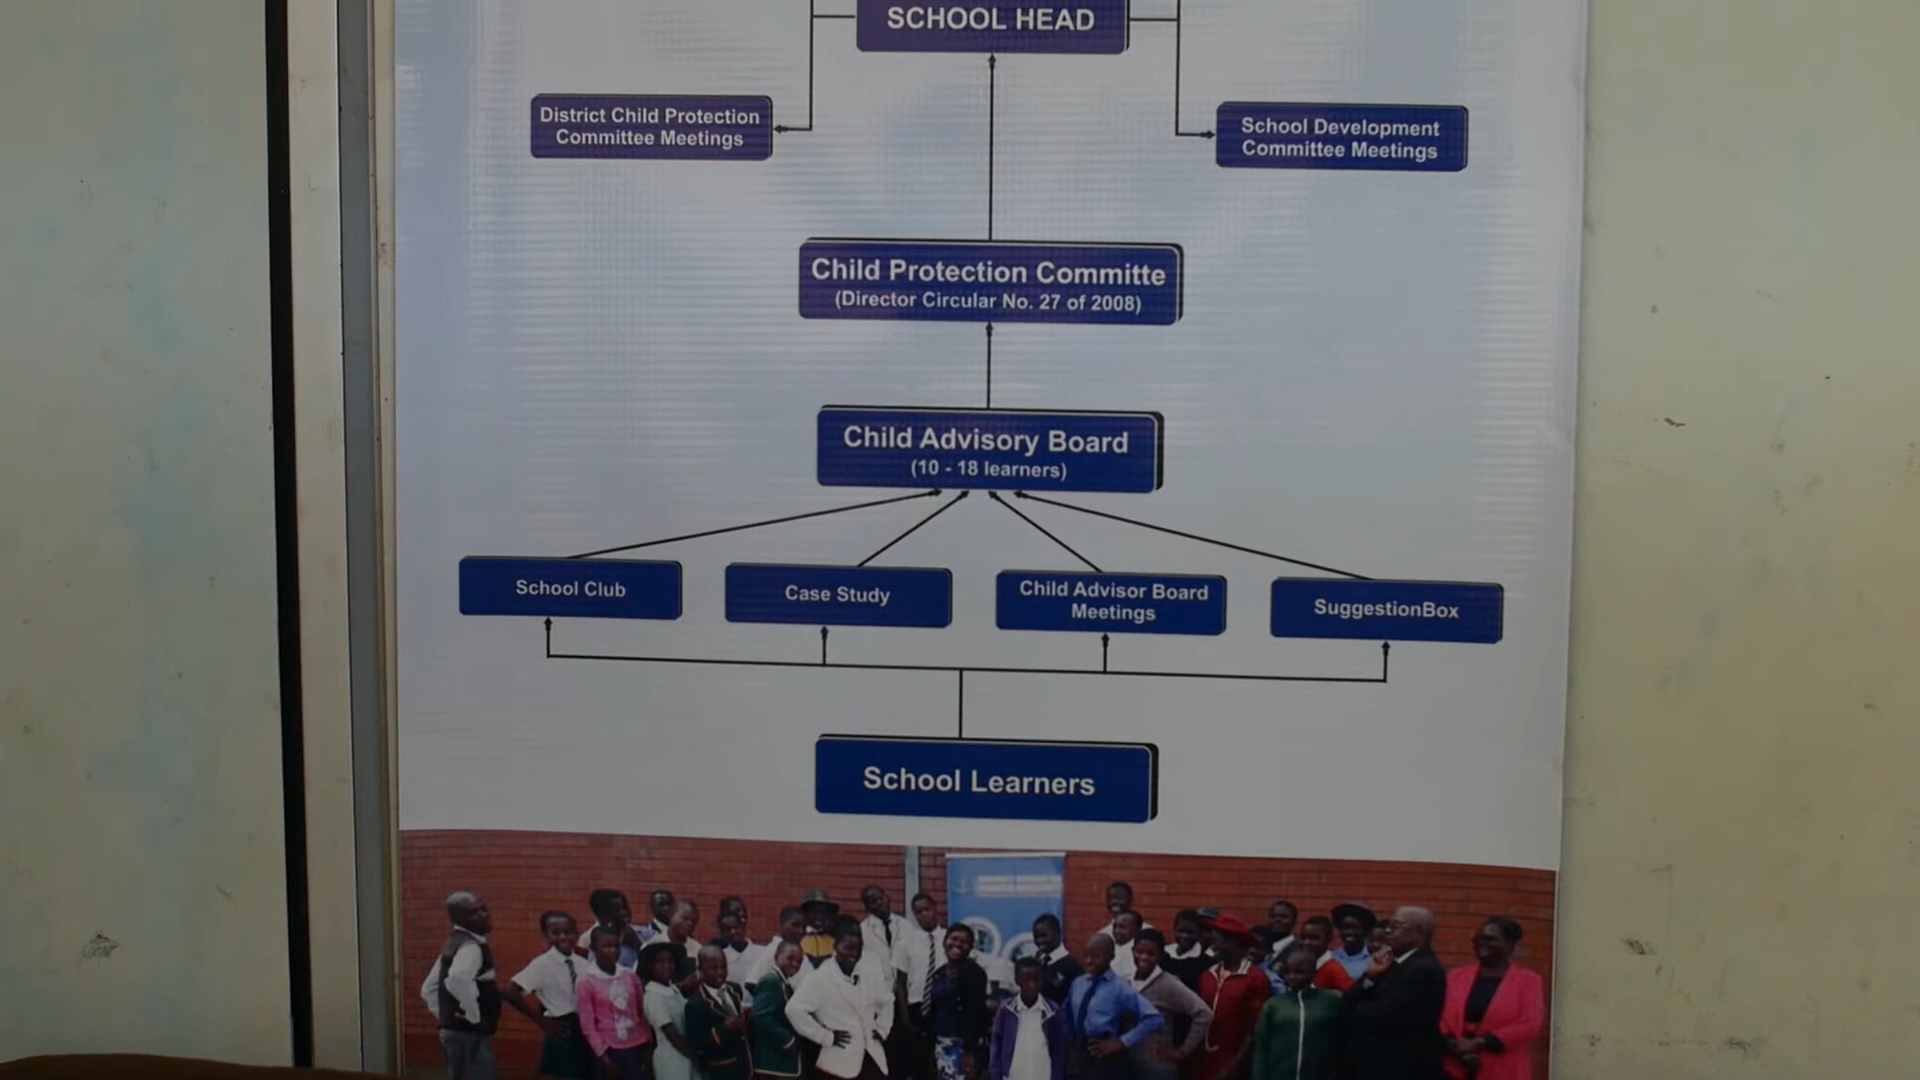 SCHOOL HEAD
District Child Protection
Committee Meetings
School Development
Committee Meetings
Child Protection Committe
(Director Circular No. 27 of 2008)
Child Advisory Board
(10 - 18 learners)
School Club
Case Study
Child Advisor Board
Meetings
SuggestionBox
School Learners